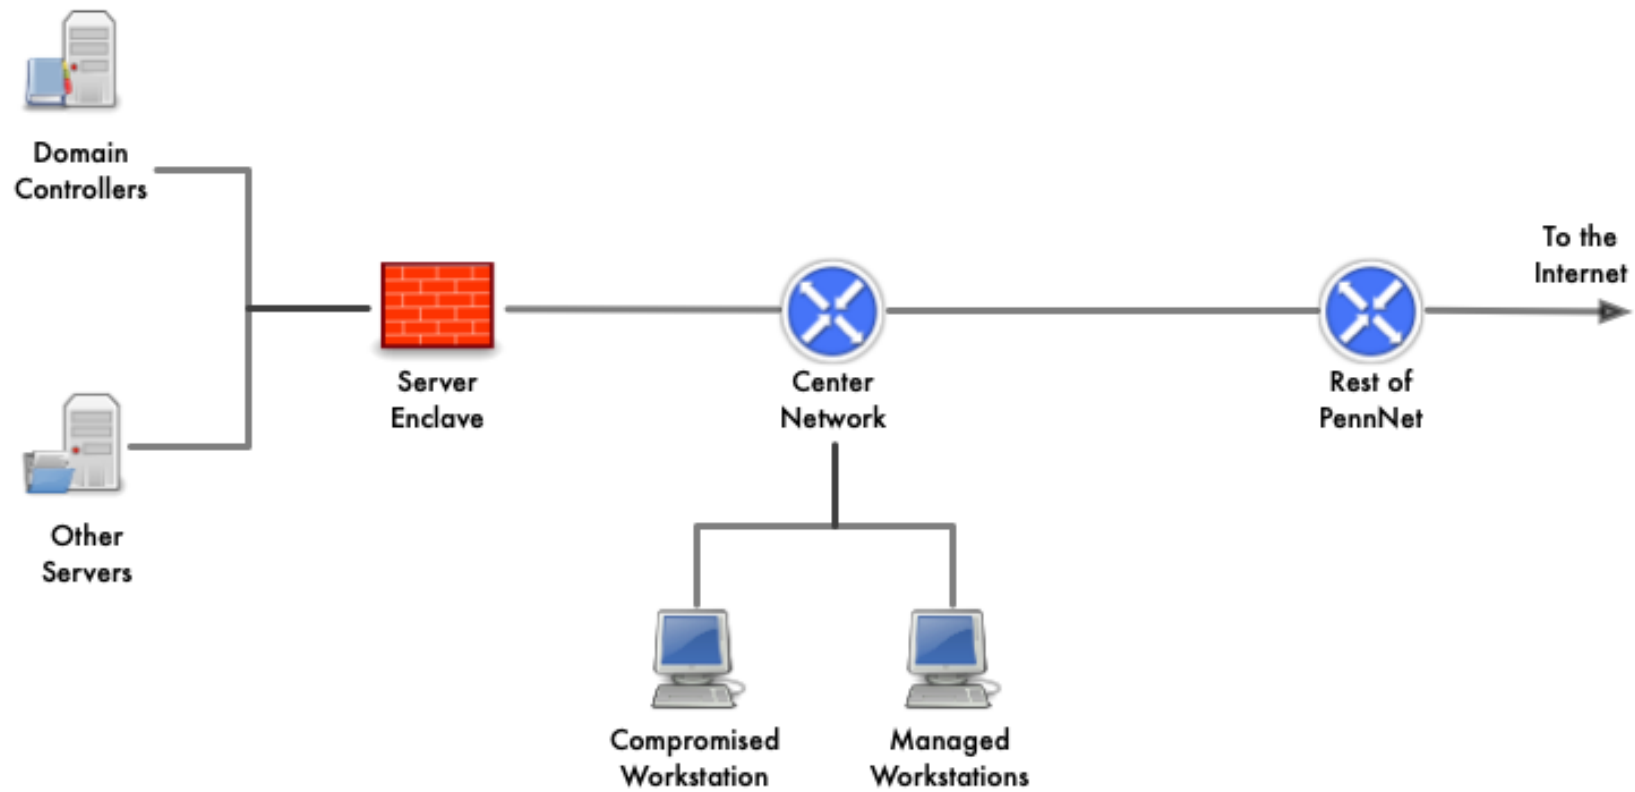 Domain
Controllers
To the
Internet
Server
Enclave
Center
Network
Rest of
PennNet
Other
Servers
Compromised
Workstation
Managed
Workstations